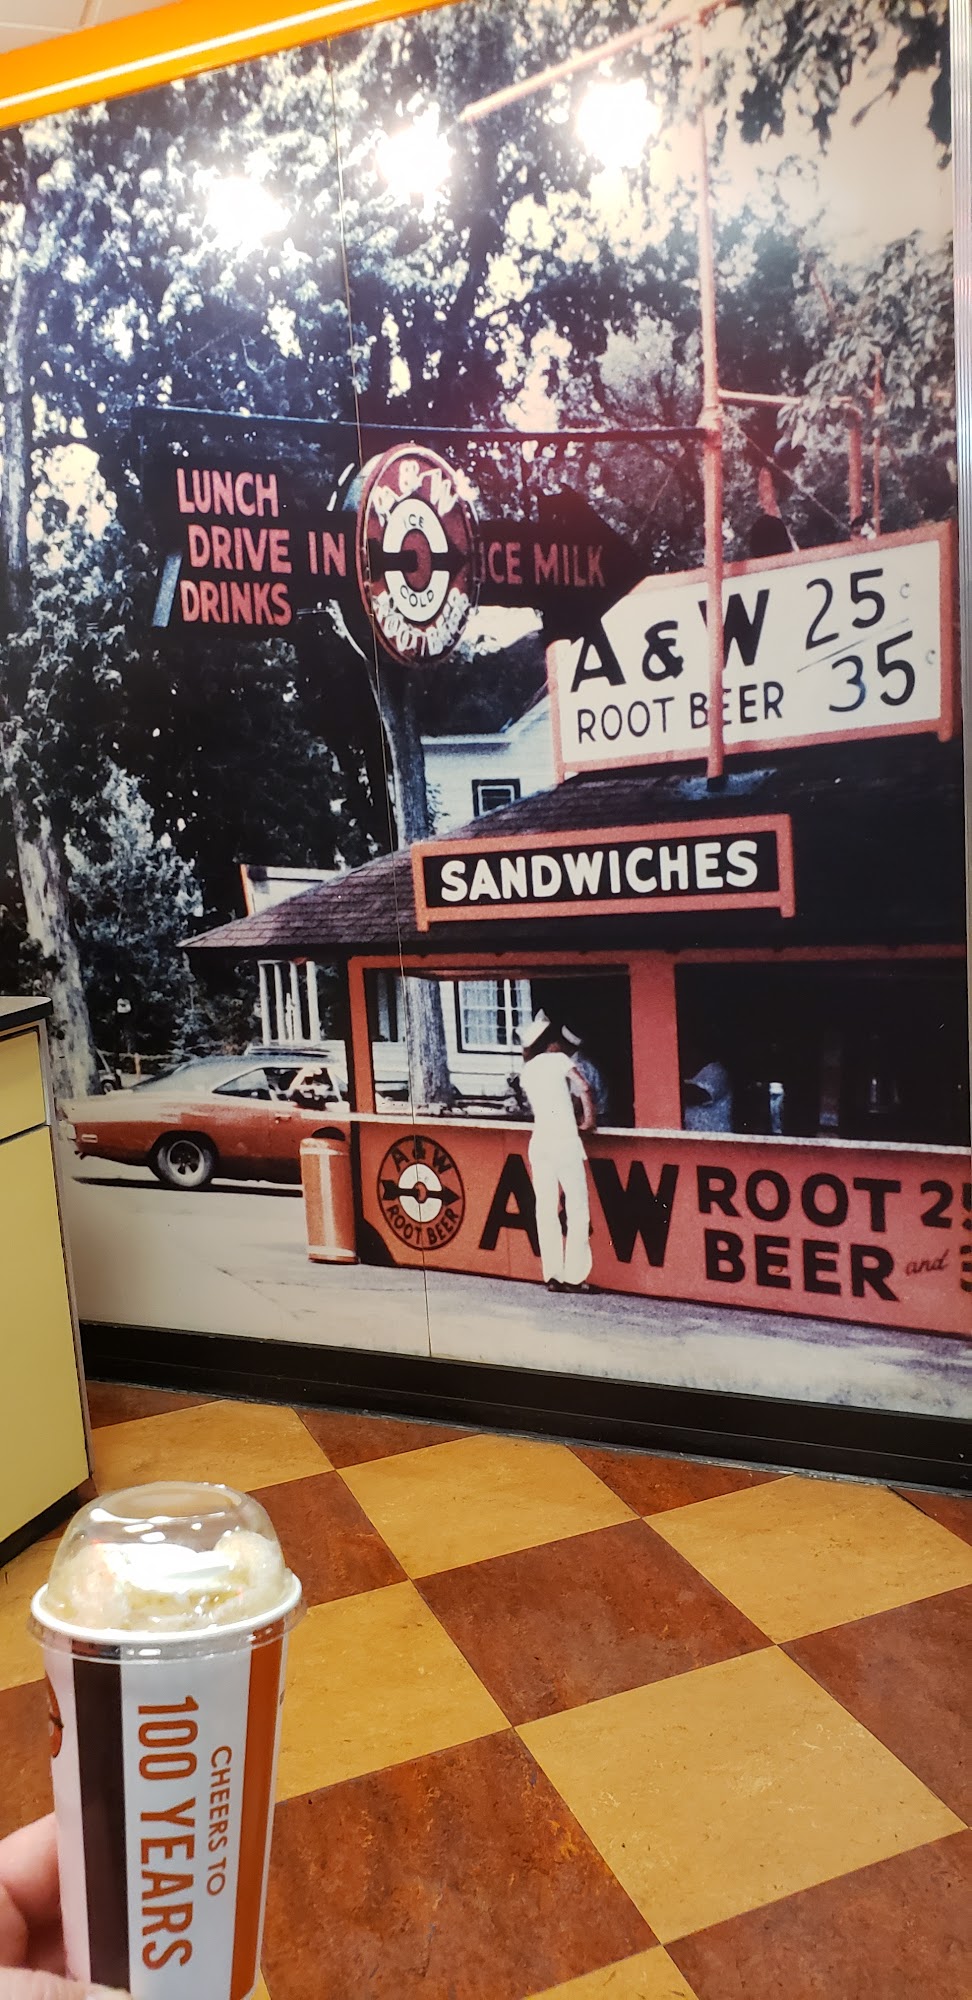 LUNCH
DRIVE IN
DRINKS
A&W
ICE
COLD
ROOT BEER
ICE MILK
A & W 25¢
ROOT BEER 35¢
SANDWICHES
A&W
ICE
ROOT BEER
A&W ROOT
BEER and
CHEERS TO
100 YEARS